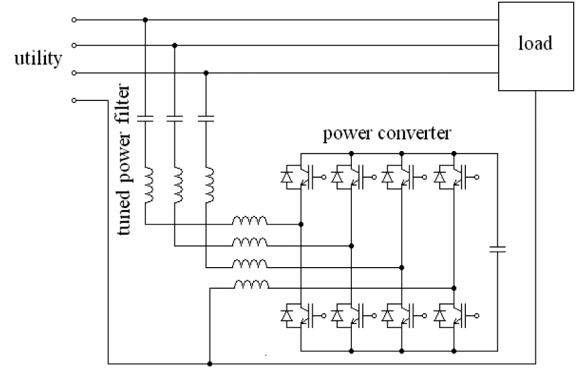 utility
load
tuned power filter
power converter